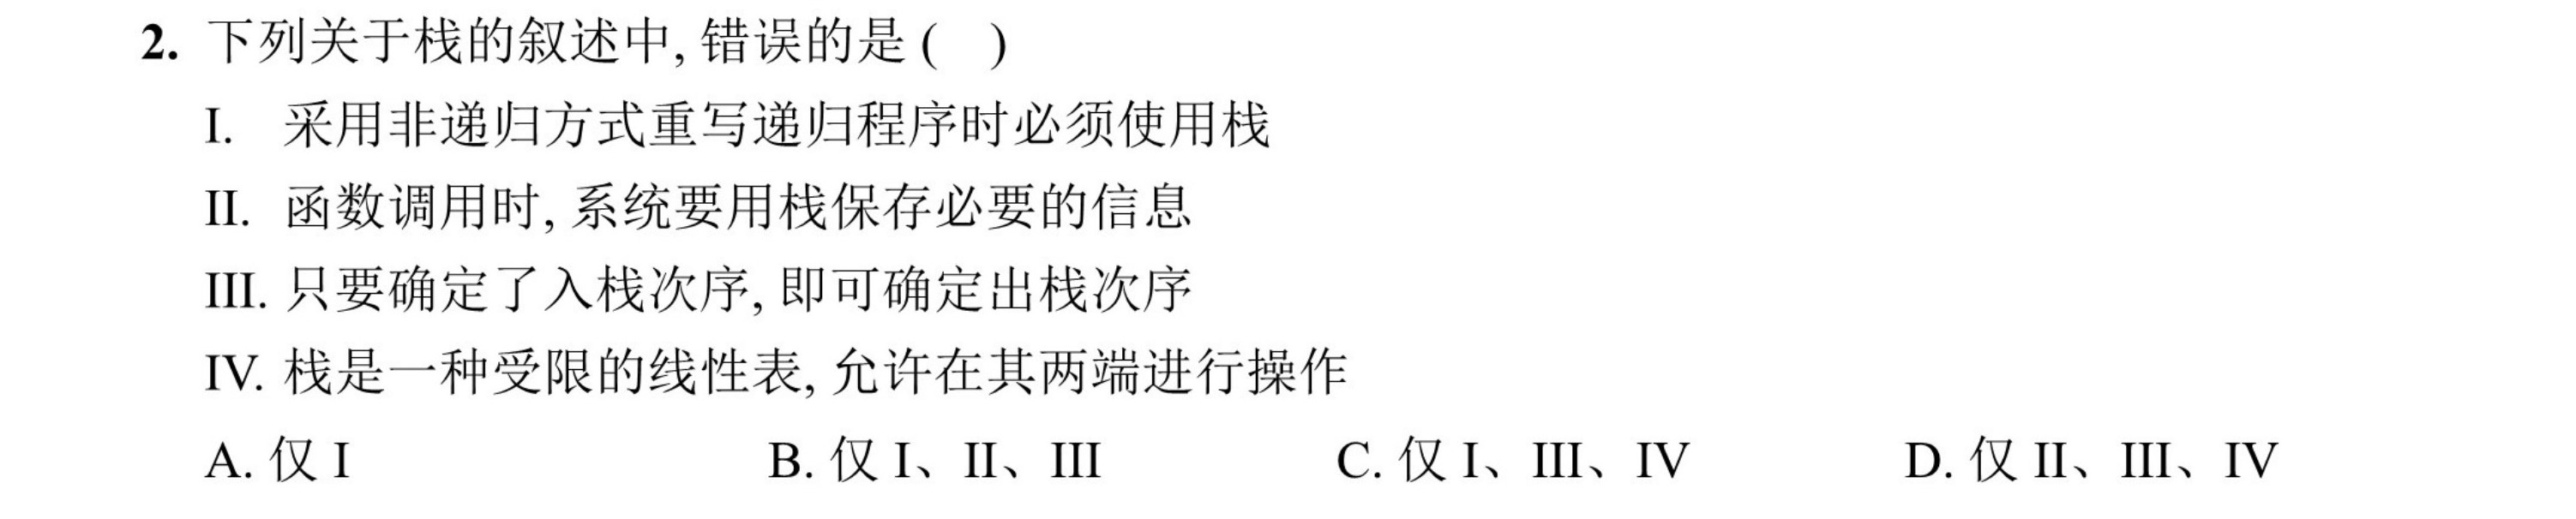 2. 下列关于栈的叙述中, 错误的是 ( )
I. 采用非递归方式重写递归程序时必须使用栈
II. 函数调用时, 系统要用栈保存必要的信息
III. 只要确定了入栈次序, 即可确定出栈次序
IV. 栈是一种受限的线性表, 允许在其两端进行操作
A. 仅 I B. 仅 I、II、III C. 仅 I、III、IV D. 仅 II、III、IV